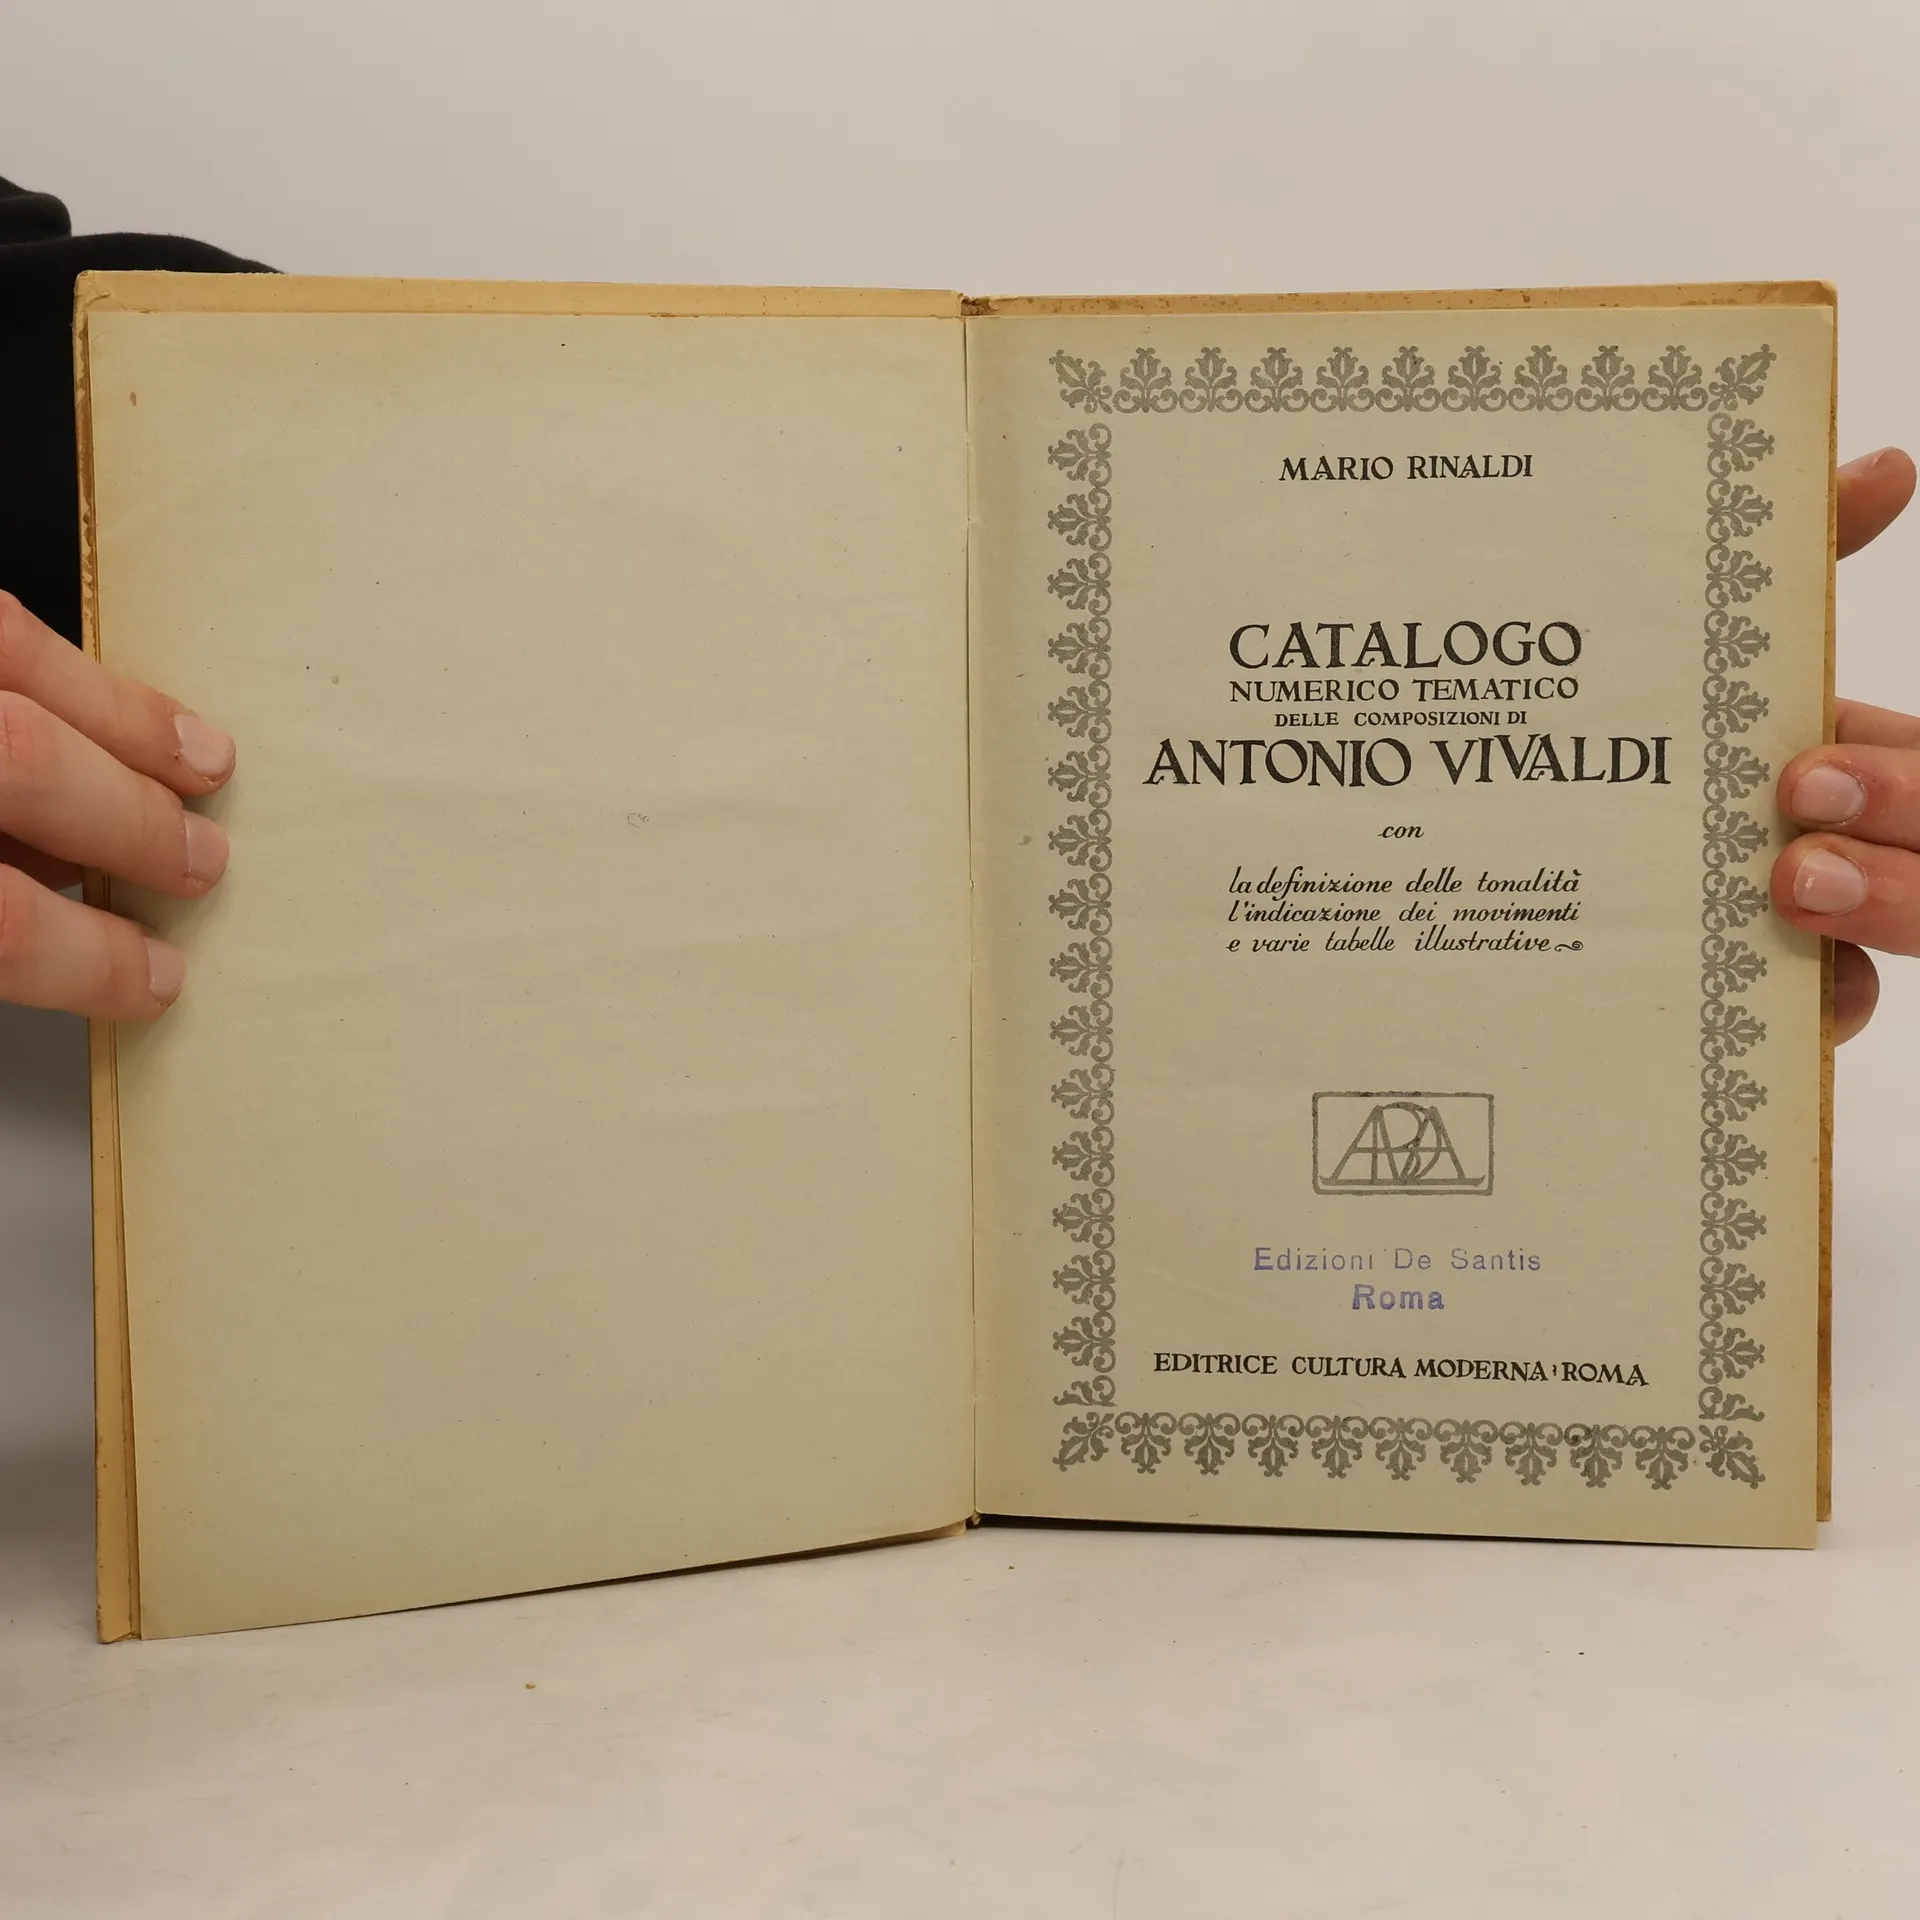 MARIO RINALDI
CATALOGO
NUMERICO TEMATICO
DELLE COMPOSIZIONI DI
ANTONIO VIVALDI
con
la definizione delle tonalità
l'indicazione dei movimenti
e varie tabelle illustrative
Edizioni De Santis
Roma
EDITRICE CULTURA MODERNA : ROMA